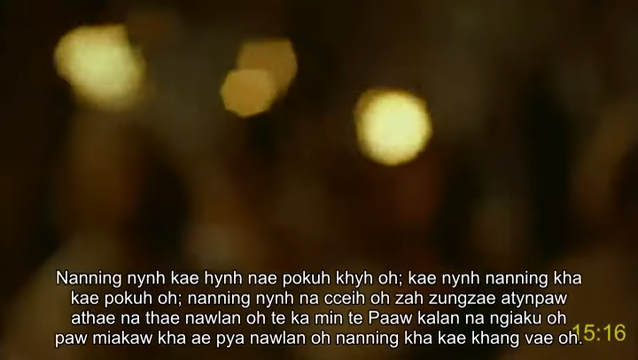 Nanning nynh kae hynh nae pokuh khyh oh; kae nynh nanning kha
kae pokuh oh; nanning nynh na cceih oh zah zungzae atynpaw
athae na thae nawlan oh te ka min te Paaw kalan na ngiaku oh
paw miakaw kha ae pya nawlan oh nanning kha kae khang vae oh.
15:16